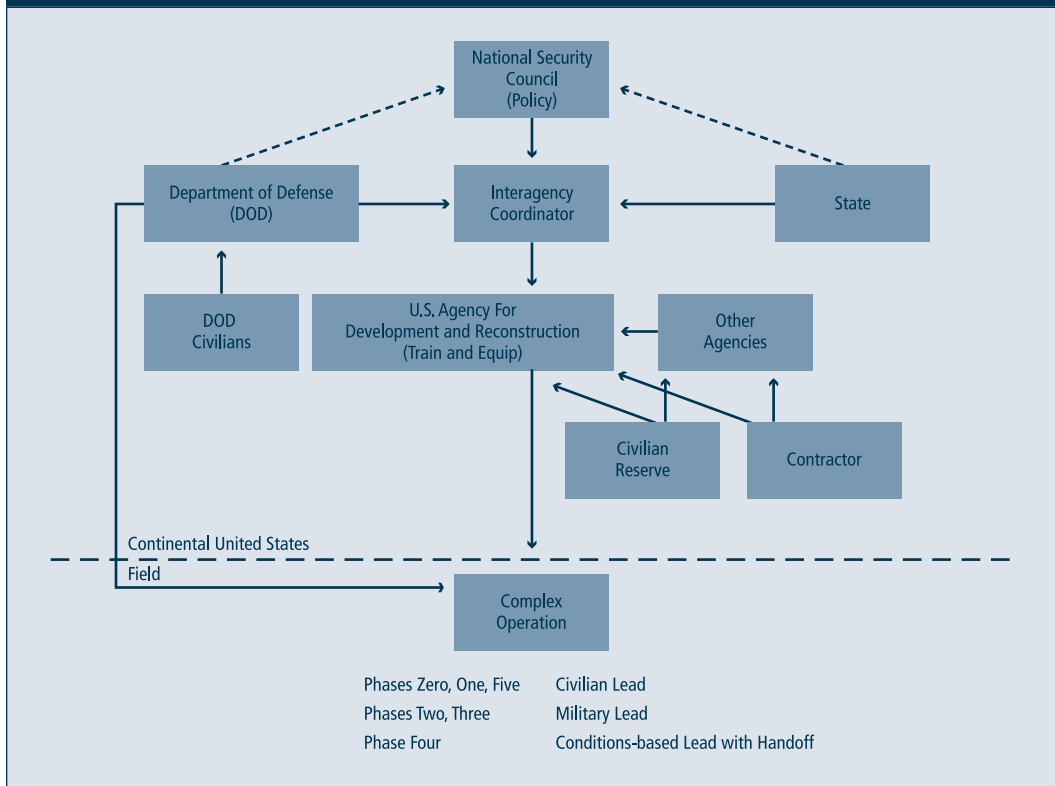 National Security
Council
(Policy)
Department of Defense
(DOD)
Interagency
Coordinator
State
DOD
Civilians
U.S. Agency For
Development and Reconstruction
(Train and Equip)
Other
Agencies
Civilian
Reserve
Contractor
Continental United States
Field
Complex
Operation
Phases Zero, One, Five Civilian Lead
Phases Two, Three Military Lead
Phase Four Conditions-based Lead with Handoff